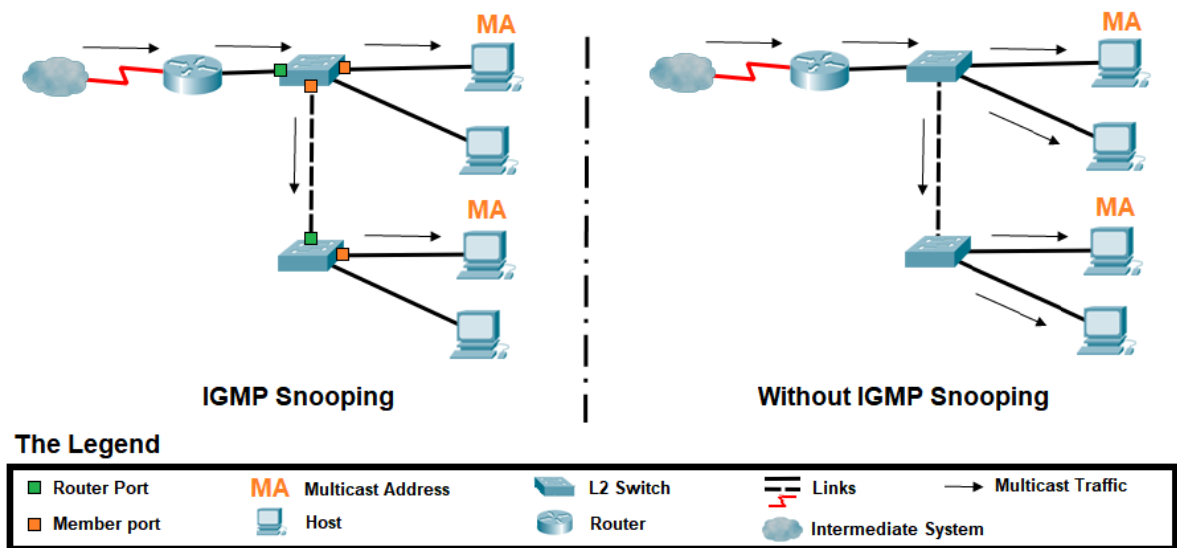 MA
MA
MA
MA
IGMP Snooping
Without IGMP Snooping
The Legend
Router Port
MA Multicast Address
L2 Switch
Links
Multicast Traffic
Member port
Host
Router
Intermediate System